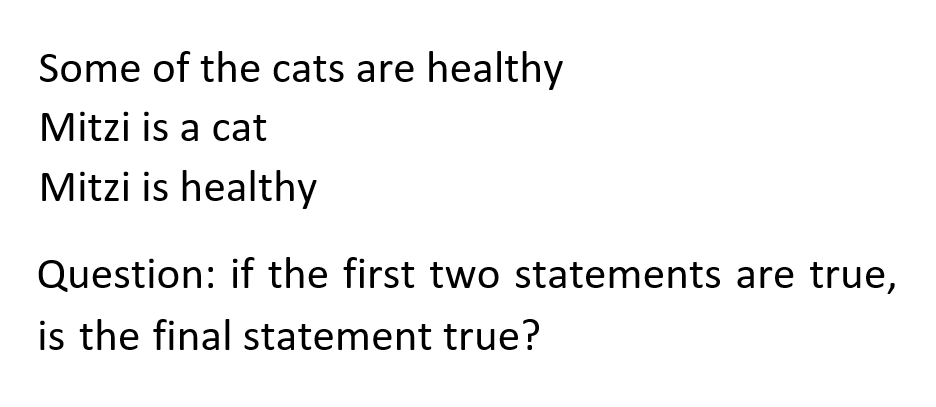 Some of the cats are healthy
Mitzi is a cat
Mitzi is healthy
Question: if the first two statements are true,
is the final statement true?